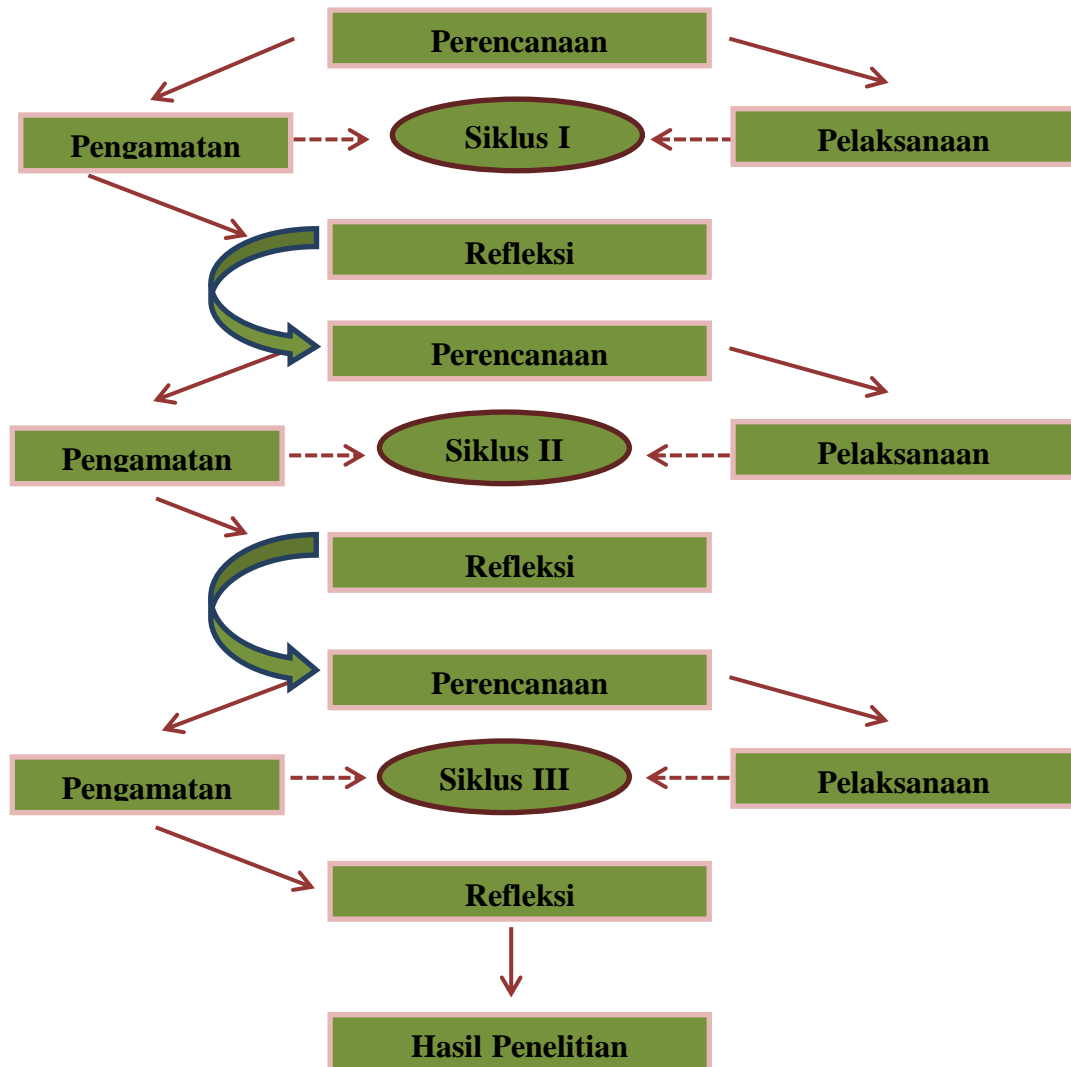 Perencanaan
Pengamatan
Siklus I
Pelaksanaan
Refleksi
Perencanaan
Pengamatan
Siklus II
Pelaksanaan
Refleksi
Perencanaan
Pengamatan
Siklus III
Pelaksanaan
Refleksi
Hasil Penelitian